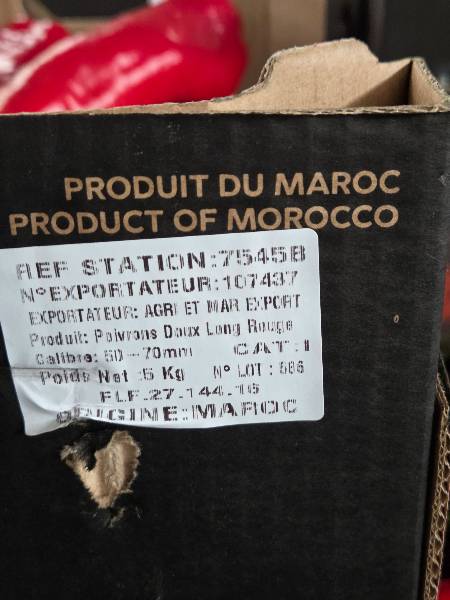 PRODUIT DU MAROC
PRODUCT OF MOROCCO
REF STATION:7545B
N° EXPORTATEUR:107437
EXPORTATEUR: AGRI ET MAR EXPORT
Produit: Poivrons Doux Long Rouge
Calibre: 50-70mm CAT:I
Poids Net :5 Kg N° LOT : 586
FLF.27.144.15
ORIGINE:MAROC